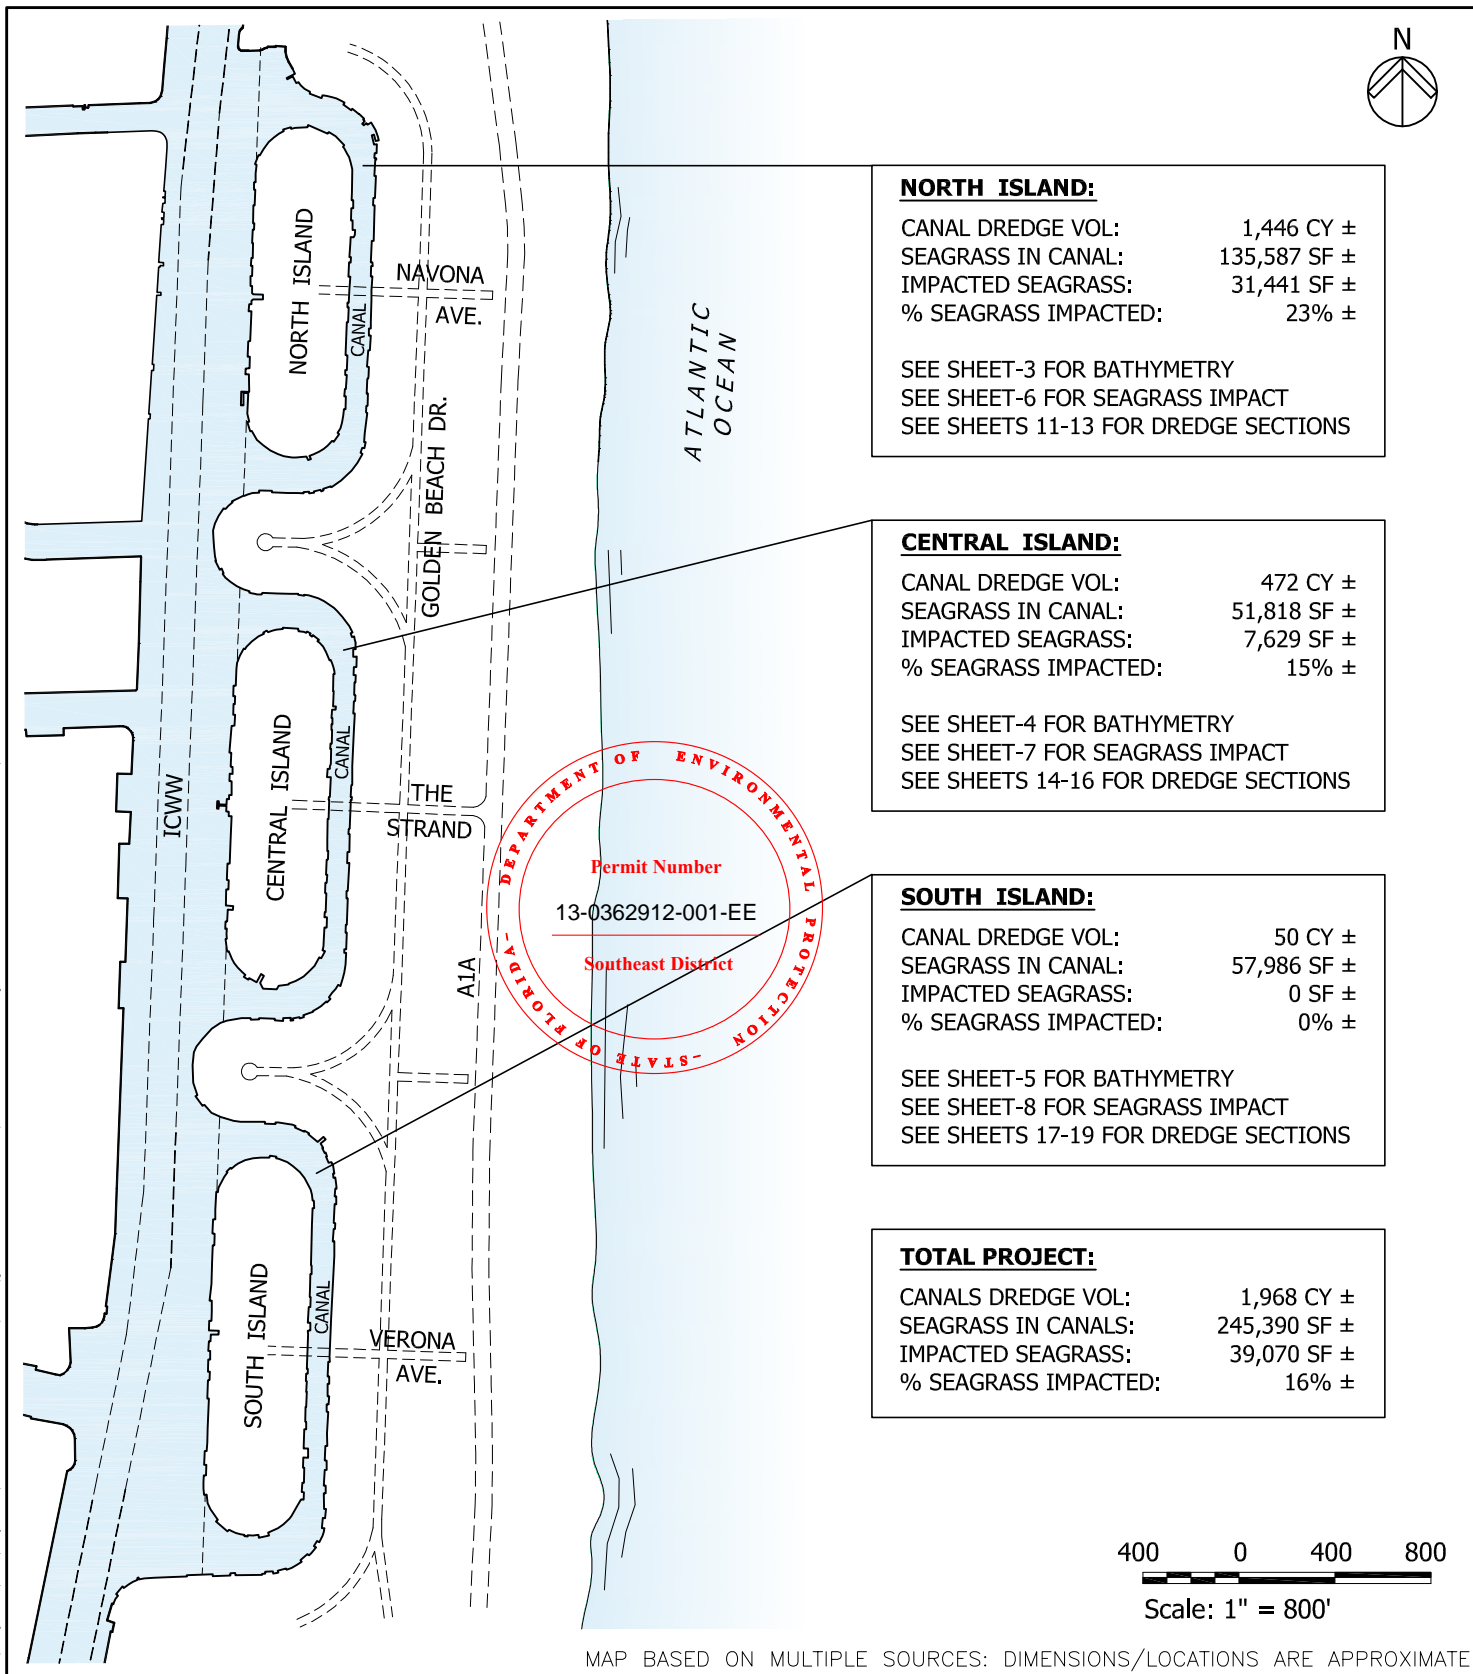 N
NORTH ISLAND:
CANAL DREDGE VOL: 1,446 CY ±
SEAGRASS IN CANAL: 135,587 SF ±
IMPACTED SEAGRASS: 31,441 SF ±
% SEAGRASS IMPACTED: 23% ±
SEE SHEET-3 FOR BATHYMETRY
SEE SHEET-6 FOR SEAGRASS IMPACT
SEE SHEETS 11-13 FOR DREDGE SECTIONS
CENTRAL ISLAND:
CANAL DREDGE VOL: 472 CY ±
SEAGRASS IN CANAL: 51,818 SF ±
IMPACTED SEAGRASS: 7,629 SF ±
% SEAGRASS IMPACTED: 15% ±
SEE SHEET-4 FOR BATHYMETRY
SEE SHEET-7 FOR SEAGRASS IMPACT
SEE SHEETS 14-16 FOR DREDGE SECTIONS
SOUTH ISLAND:
CANAL DREDGE VOL: 50 CY ±
SEAGRASS IN CANAL: 57,986 SF ±
IMPACTED SEAGRASS: 0 SF ±
% SEAGRASS IMPACTED: 0% ±
SEE SHEET-5 FOR BATHYMETRY
SEE SHEET-8 FOR SEAGRASS IMPACT
SEE SHEETS 17-19 FOR DREDGE SECTIONS
TOTAL PROJECT:
CANALS DREDGE VOL: 1,968 CY ±
SEAGRASS IN CANALS: 245,390 SF ±
IMPACTED SEAGRASS: 39,070 SF ±
% SEAGRASS IMPACTED: 16% ±
NORTH ISLAND
CANAL
NAVONA
AVE.
GOLDEN BEACH DR.
ATLANTIC
OCEAN
ICWW
CENTRAL ISLAND
CANAL
THE
STRAND
A1A
DEPARTMENT OF ENVIRONMENTAL PROTECTION
-STATE OF FLORIDA-
Permit Number
13-0362912-001-EE
Southeast District
SOUTH ISLAND
CANAL
VERONA
AVE.
400 0 400 800
Scale: 1" = 800'
MAP BASED ON MULTIPLE SOURCES: DIMENSIONS/LOCATIONS ARE APPROXIMATE